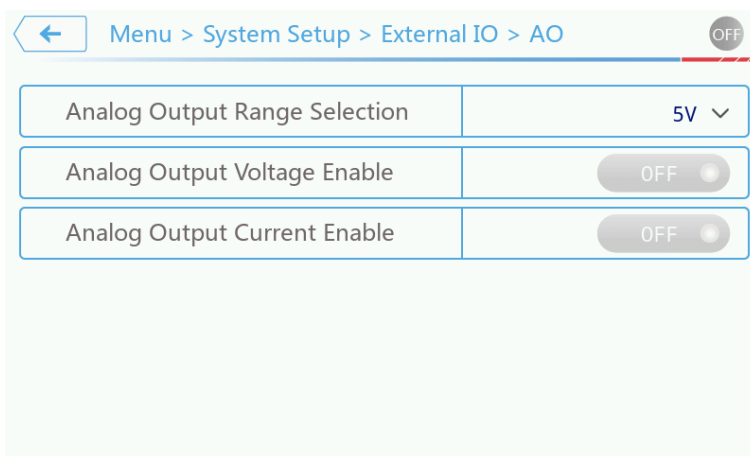 Menu > System Setup > External IO > AO OFF
Analog Output Range Selection 5V
Analog Output Voltage Enable OFF
Analog Output Current Enable OFF